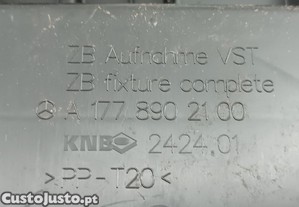 ZB Aufnahme VST
ZB fixture complete
A 177 890 21 00
KNB 2424.01
>PP-T20<
CustoJusto.pt